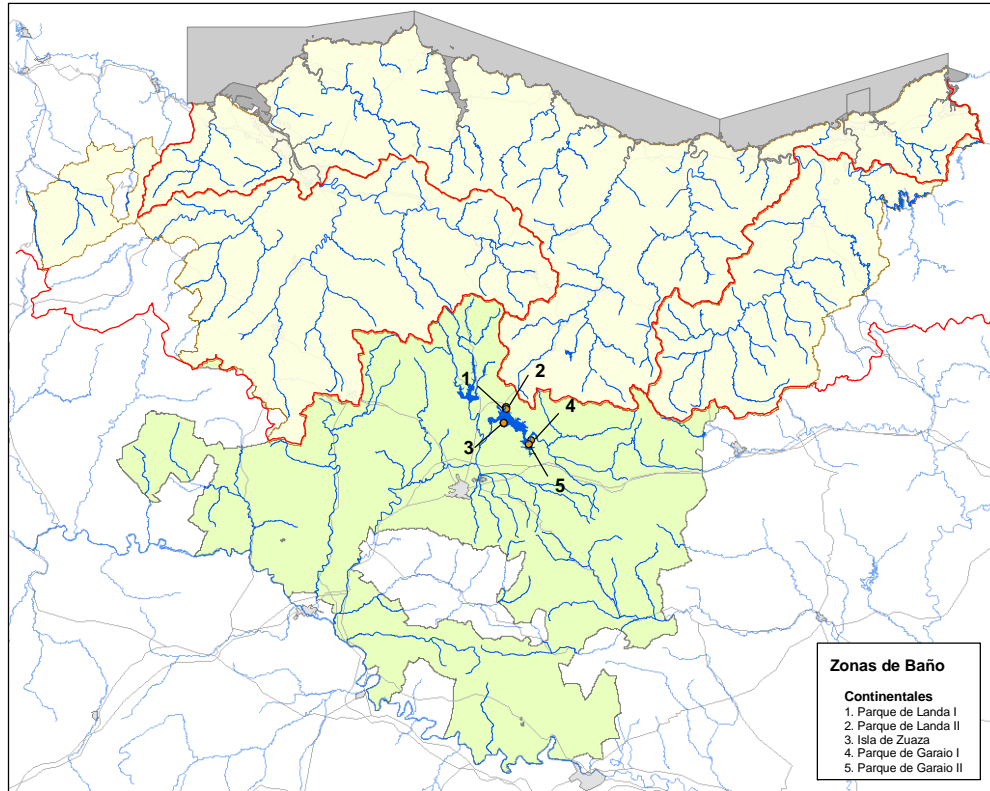 1
2
4
3
5
Zonas de Baño
Continentales
1. Parque de Landa I
2. Parque de Landa II
3. Isla de Zuaza
4. Parque de Garaio I
5. Parque de Garaio II